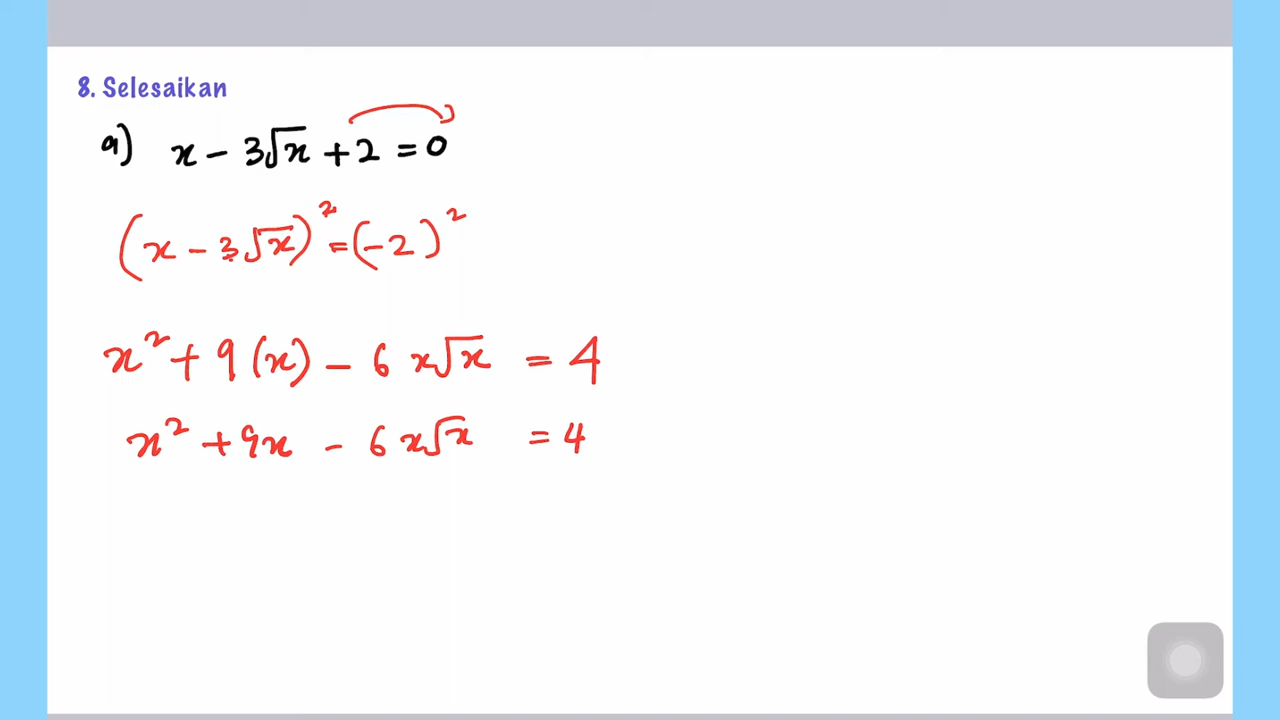 8. Selesaikan
a) x - 3√x + 2 = 0
(x - 3√x)² = (-2)²
x² + 9(x) - 6x√x = 4
x² + 9x - 6x√x = 4